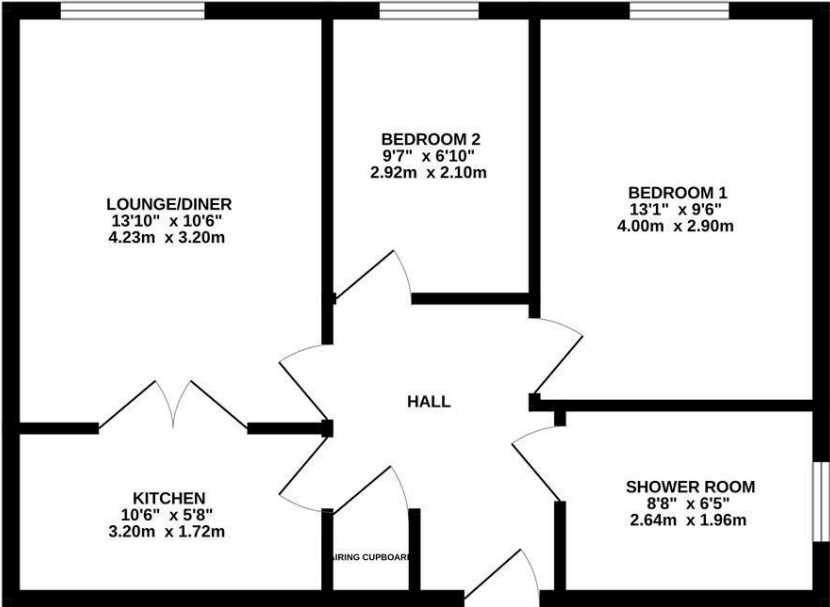 BEDROOM 2
9'7" x 6'10"
2.92m x 2.10m
LOUNGE/DINER
13'10" x 10'6"
4.23m x 3.20m
BEDROOM 1
13'1" x 9'6"
4.00m x 2.90m
HALL
KITCHEN
10'6" x 5'8"
3.20m x 1.72m
SHOWER ROOM
8'8" x 6'5"
2.64m x 1.96m
AIRING CUPBOARD